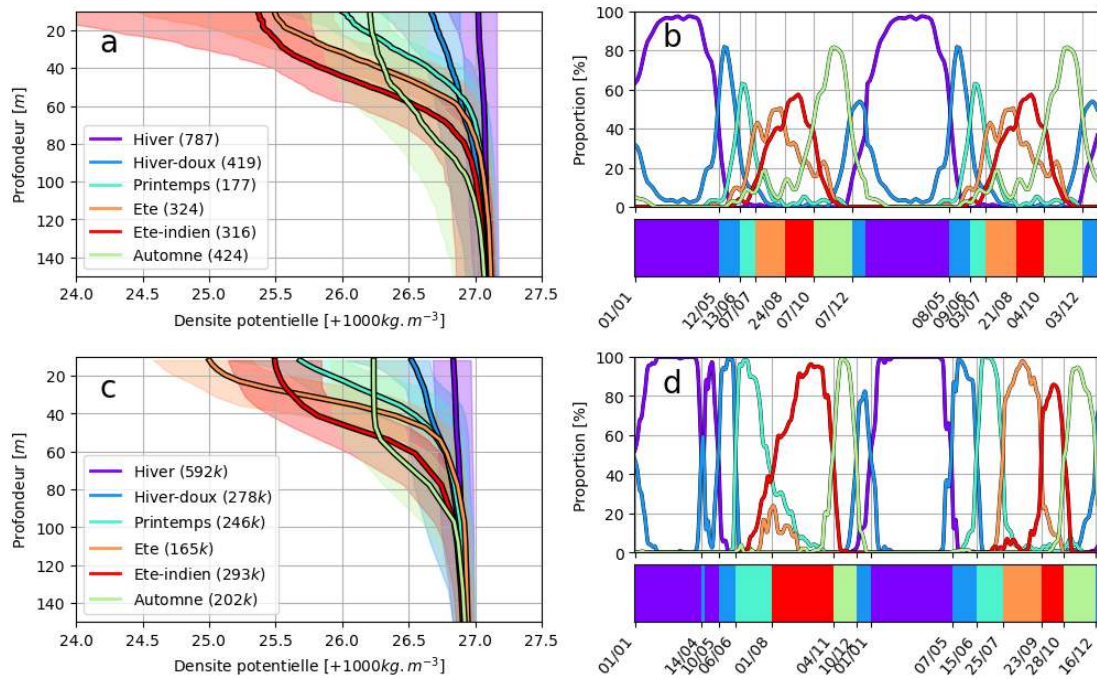 a
20
40
60
80
100
120
140
Profondeur [m]
Hiver (787)
Hiver-doux (419)
Printemps (177)
Ete (324)
Ete-indien (316)
Automne (424)
24.0 24.5 25.0 25.5 26.0 26.5 27.0 27.5
Densite potentielle [+1000kg.m⁻³]
b
100
80
60
40
20
0
Proportion [%]
01/01 12/05 13/06 07/07 24/08 07/10 07/12 08/05 09/06 03/07 21/08 04/10 03/12
c
20
40
60
80
100
120
140
Profondeur [m]
Hiver (592k)
Hiver-doux (278k)
Printemps (246k)
Ete (165k)
Ete-indien (293k)
Automne (202k)
24.0 24.5 25.0 25.5 26.0 26.5 27.0 27.5
Densite potentielle [+1000kg.m⁻³]
d
100
80
60
40
20
0
Proportion [%]
01/01 14/04 10/05 06/06 01/08 04/11 10/12 01/01 07/05 15/06 25/07 23/09 28/10 16/12